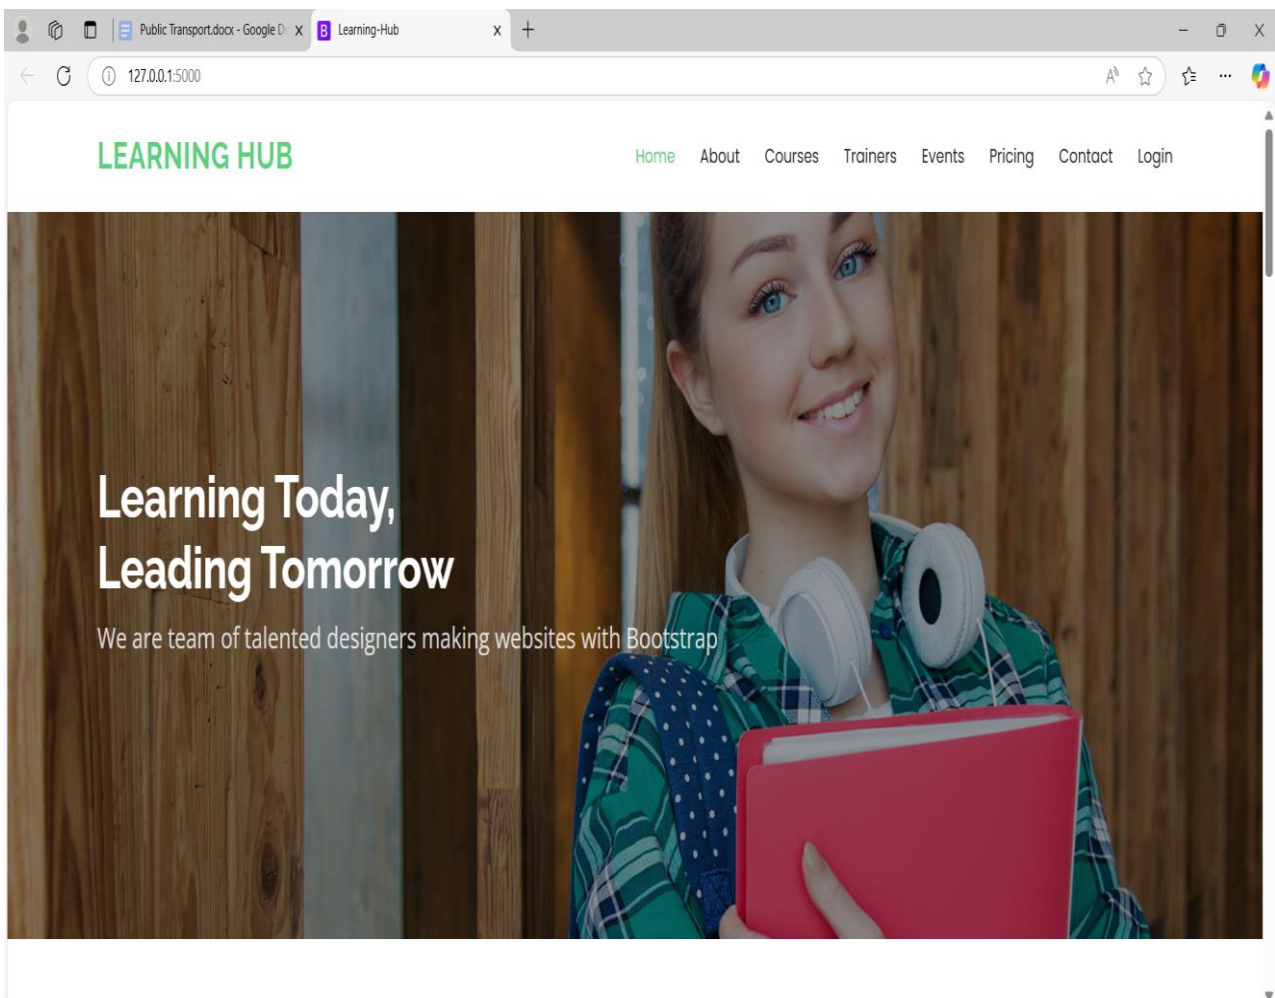 Public Transport.docx - Google D
Learning-Hub
127.0.0.1:5000
LEARNING HUB
Home About Courses Trainers Events Pricing Contact Login
Learning Today,
Leading Tomorrow
We are team of talented designers making websites with Bootstrap